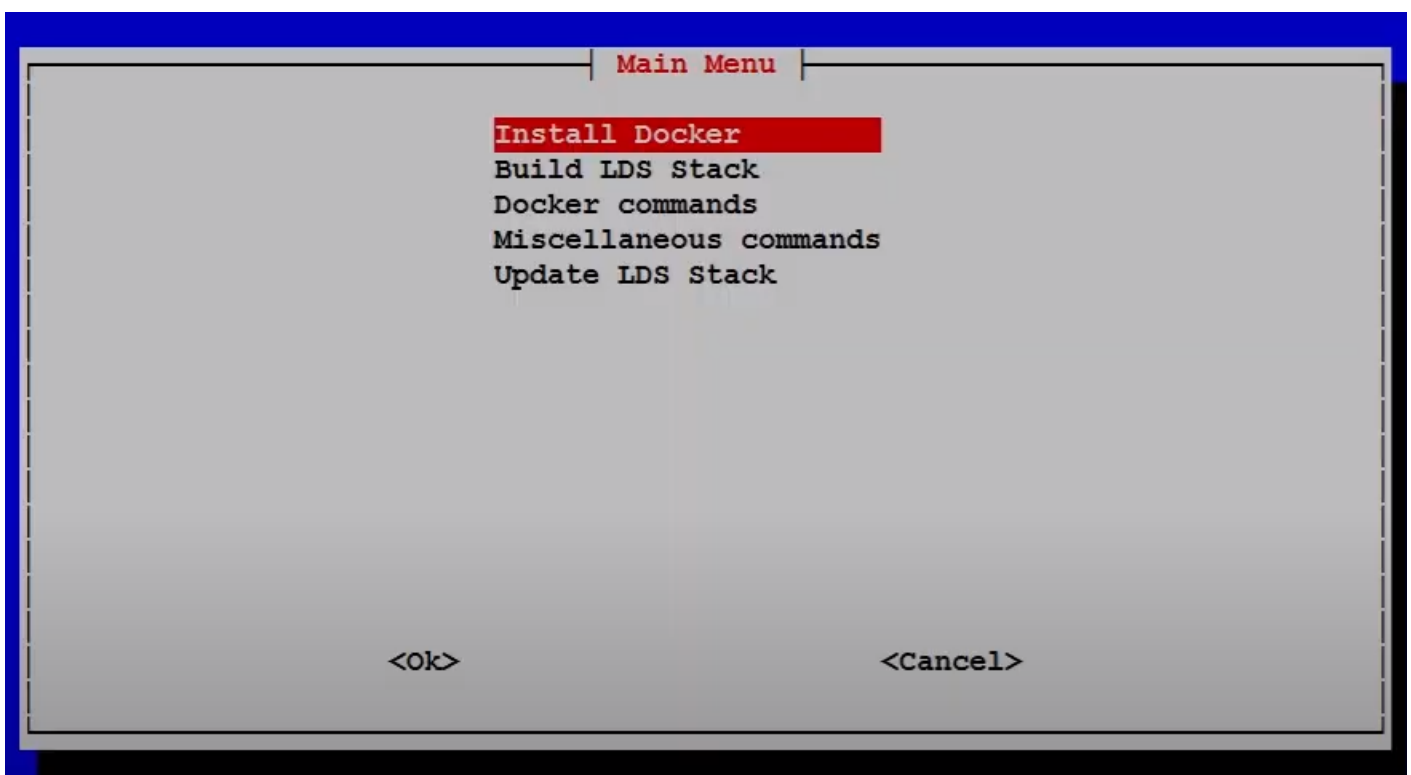 Main Menu
Install Docker
Build LDS Stack
Docker commands
Miscellaneous commands
Update LDS Stack
<Ok> <Cancel>